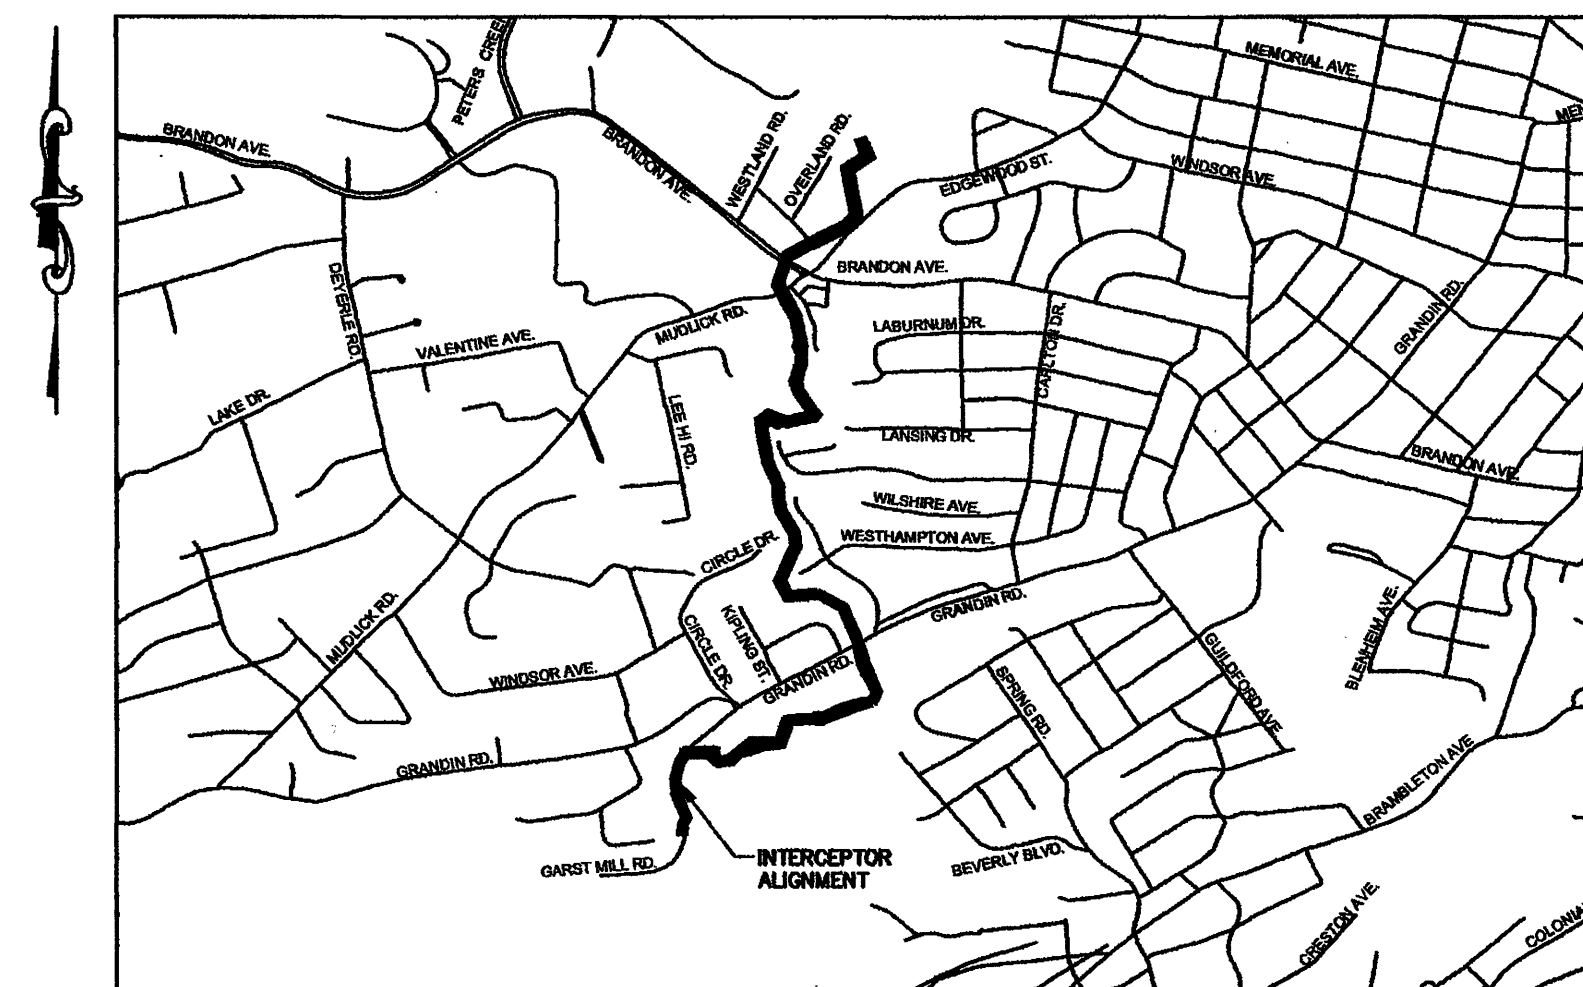 MEMORIAL AVE.
PETERS CREE
BRANDON AVE.
BRANDON AVE.
WESTLAND RD.
OVERLAND RD.
EDGEWOOD ST.
WINDSOR AVE.
BRANDON AVE.
DEYERLE RD.
MUDLICK RD.
LABURNUM DR.
CARLTON DR.
GRANDIN RD.
VALENTINE AVE.
LAKE DR.
LEE HI RD.
LANSING DR.
BRANDON AVE.
WILSHIRE AVE.
WESTHAMPTON AVE.
CIRCLE DR.
MUDLICK RD.
KIPLING ST.
CIRCLE DR.
GRANDIN RD.
GRANDIN RD.
WINDSOR AVE.
GUILDFORD AVE.
BLENHEIM AVE.
SPRING RD.
GRANDIN RD.
BRAMBLETON AVE.
GARST MILL RD.
INTERCEPTOR
ALIGNMENT
BEVERLY BLVD.
CRESTON AVE.
COLONIA